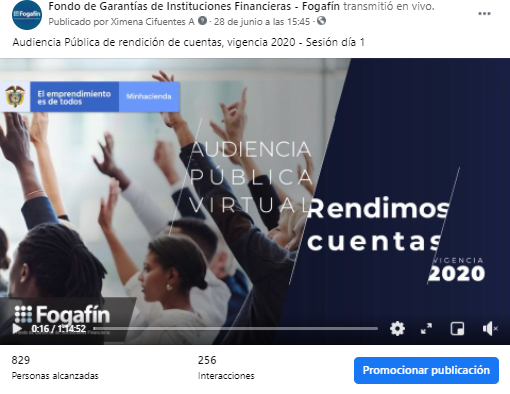 Fondo de Garantías de Instituciones Financieras - Fogafín transmitió en vivo.
Publicado por Ximena Cifuentes A · 28 de junio a las 15:45 ·
Audiencia Pública de rendición de cuentas, vigencia 2020 - Sesión día 1
Fogafín
El emprendimiento
es de todos
Minhacienda
AUDIENCIA
PÚBLICA
VIRTUAL
Rendimos
cuentas
VIGENCIA
2020
Fogafín
0:16 / 1:14:52
829
Personas alcanzadas
256
Interacciones
Promocionar publicación